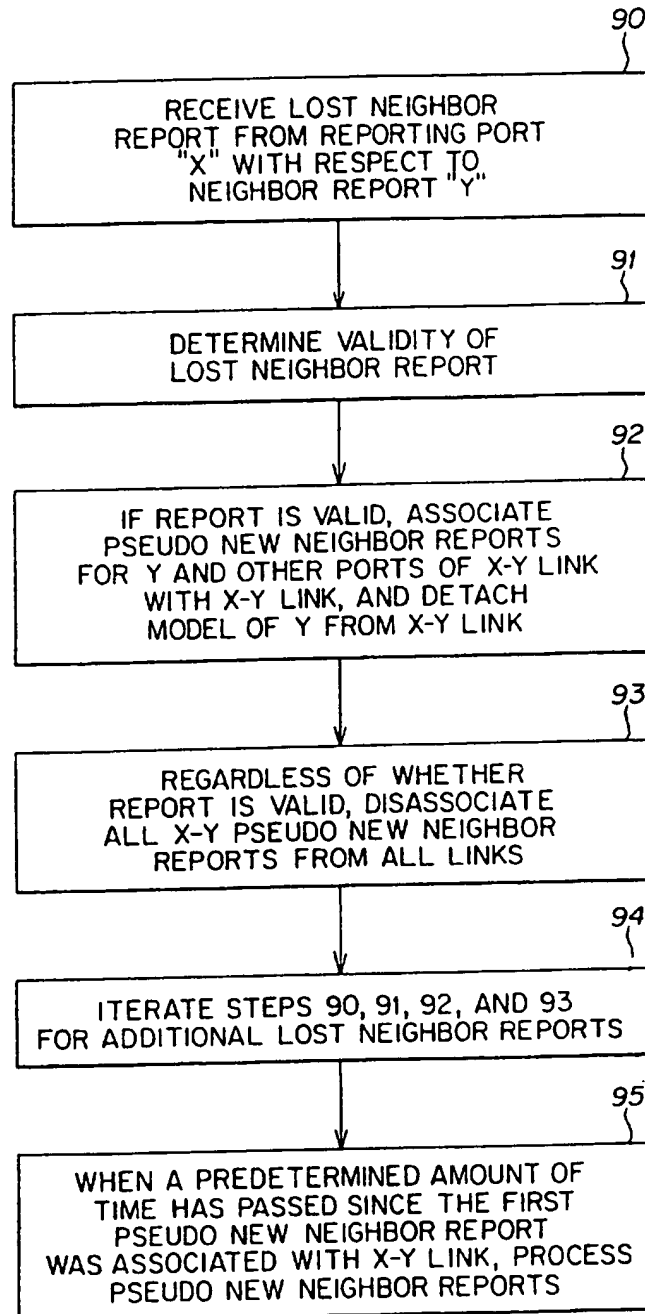 90
RECEIVE LOST NEIGHBOR
REPORT FROM REPORTING PORT
"X" WITH RESPECT TO
NEIGHBOR REPORT "Y"
91
DETERMINE VALIDITY OF
LOST NEIGHBOR REPORT
92
IF REPORT IS VALID, ASSOCIATE
PSEUDO NEW NEIGHBOR REPORTS
FOR Y AND OTHER PORTS OF X-Y LINK
WITH X-Y LINK, AND DETACH
MODEL OF Y FROM X-Y LINK
93
REGARDLESS OF WHETHER
REPORT IS VALID, DISASSOCIATE
ALL X-Y PSEUDO NEW NEIGHBOR
REPORTS FROM ALL LINKS
94
ITERATE STEPS 90, 91, 92, AND 93
FOR ADDITIONAL LOST NEIGHBOR REPORTS
95
WHEN A PREDETERMINED AMOUNT OF
TIME HAS PASSED SINCE THE FIRST
PSEUDO NEW NEIGHBOR REPORT
WAS ASSOCIATED WITH X-Y LINK, PROCESS
PSEUDO NEW NEIGHBOR REPORTS